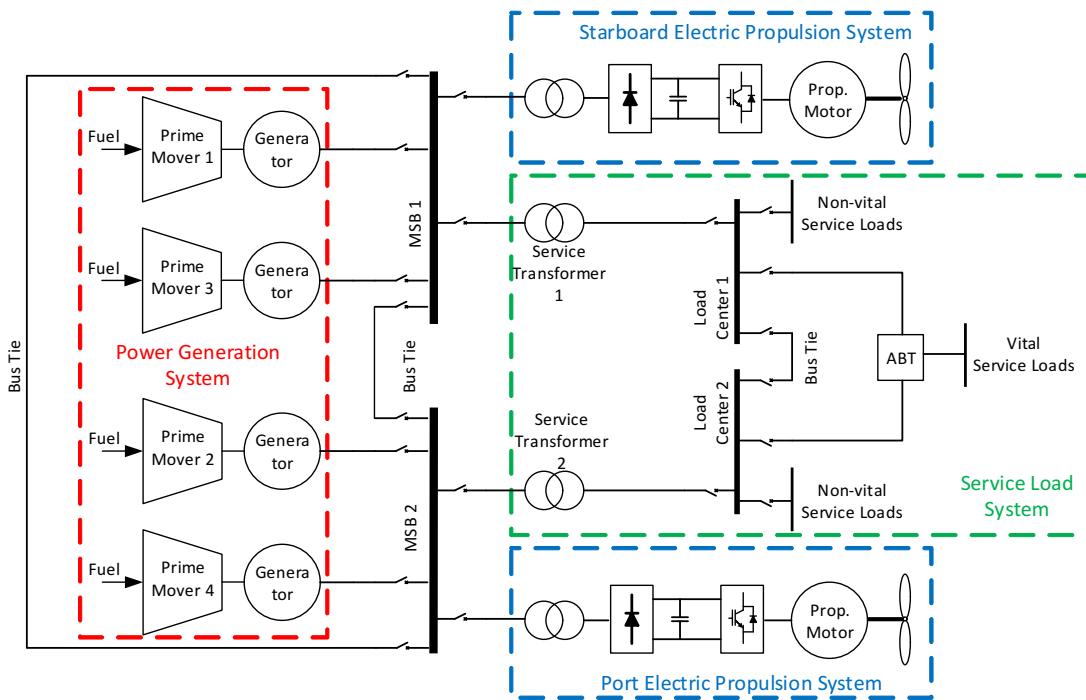 Starboard Electric Propulsion System
Prop.
Motor
Fuel
Prime
Mover 1
Genera
tor
Fuel
Prime
Mover 3
Genera
tor
Power Generation
System
Fuel
Prime
Mover 2
Genera
tor
Fuel
Prime
Mover 4
Genera
tor
Bus Tie
MSB 1
Bus Tie
MSB 2
Service
Transformer
1
Service
Transformer
2
Load
Center 1
Load
Center 2
Bus Tie
Non-vital
Service Loads
ABT
Vital
Service Loads
Non-vital
Service Loads
Service Load
System
Prop.
Motor
Port Electric Propulsion System